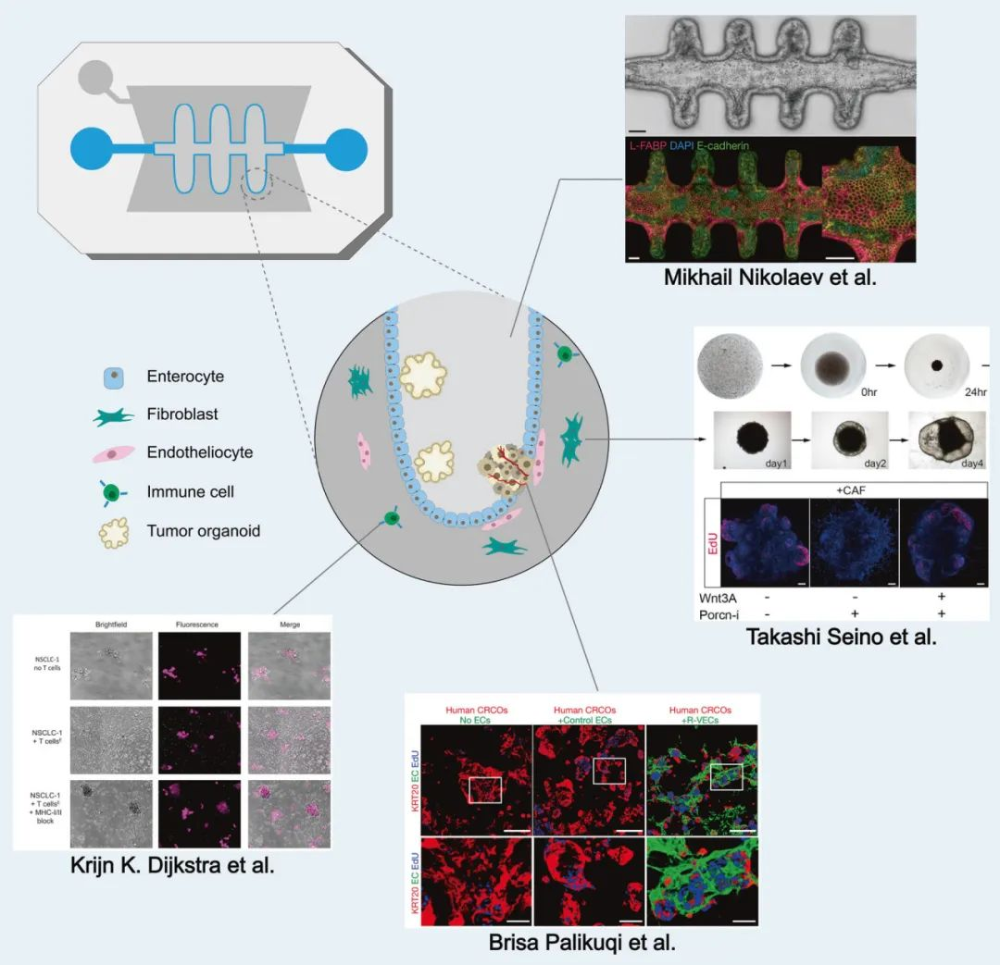 L-FABP DAPI E-cadherin
Mikhail Nikolaev et al.
Enterocyte
Fibroblast
Endotheliocyte
Immune cell
Tumor organoid
0hr
24hr
day1
day2
day4
+CAF
EdU
Wnt3A - - +
Porcn-i - + +
Takashi Seino et al.
Brightfield Fluorescence Merge
NSCLC-1
no T cells
NSCLC-1
+ T cells
NSCLC-1
+ T cells
+ MHC-I/II
block
Krijn K. Dijkstra et al.
Human CRCOs
No ECs
Human CRCOs
+Control ECs
Human CRCOs
+R-VECs
KRT20 EC EdU
KRT20 EC EdU
Brisa Palikuqi et al.